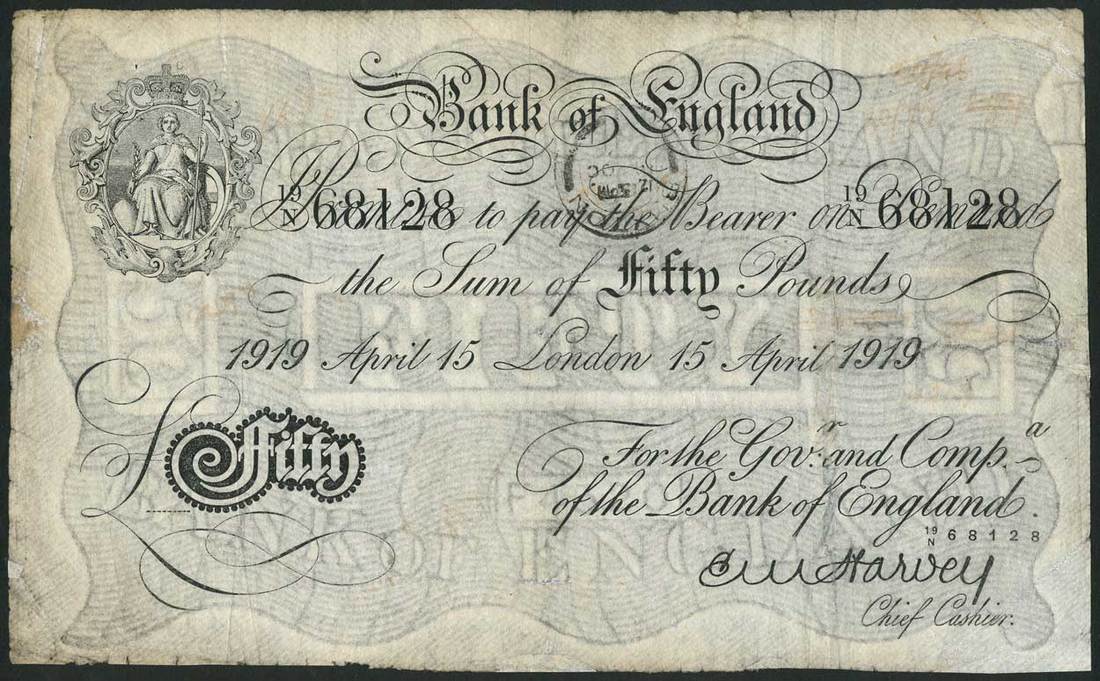 Bank of England
19/N 68128 19/N 68128
I Promise to pay the Bearer on Demand
the Sum of Fifty Pounds
1919 April 15 London 15 April 1919
£ Fifty
For the Govr. and Compa.
of the Bank of England.
19/N 68128
E M Harvey
Chief Cashier.
FIFTY